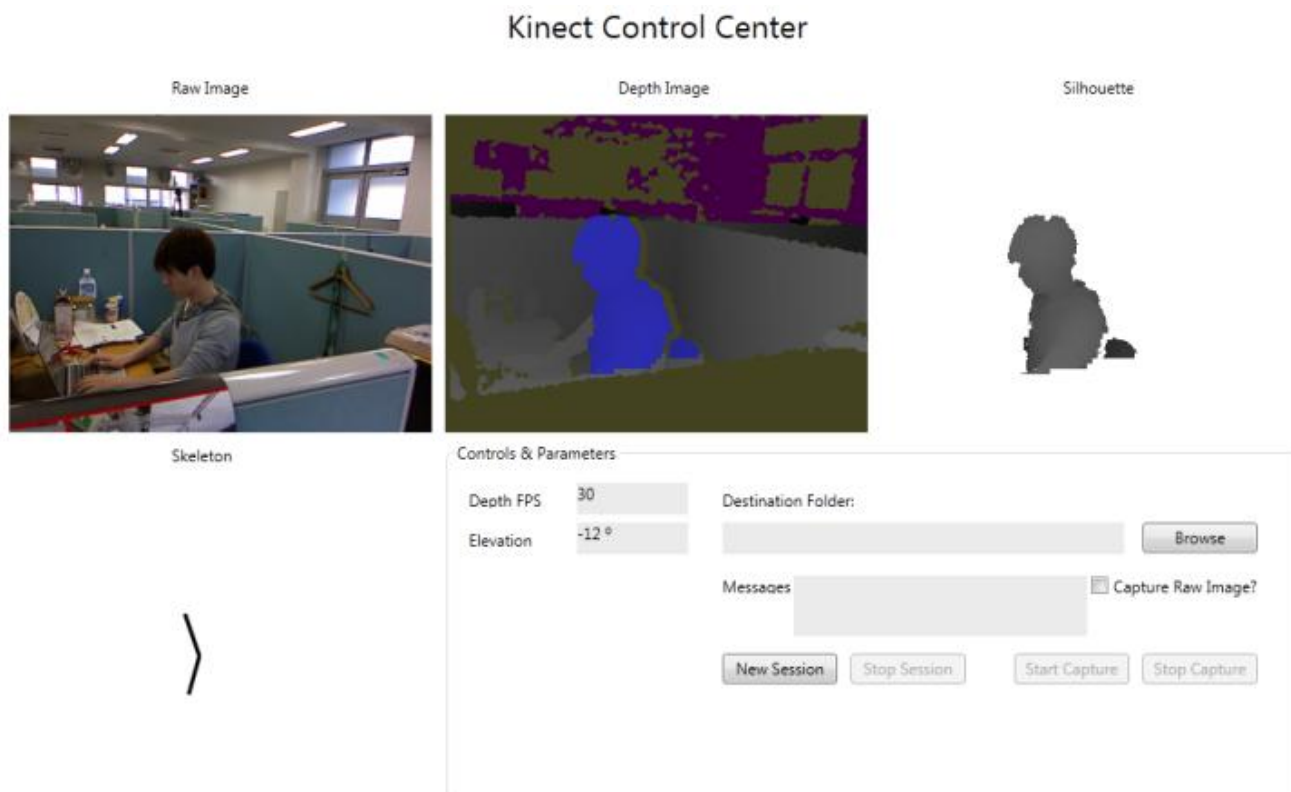 Kinect Control Center
Raw Image
Depth Image
Silhouette
Skeleton
Controls & Parameters
Depth FPS
30
Elevation
-12 º
Destination Folder:
Browse
Messages
Capture Raw Image?
New Session
Stop Session
Start Capture
Stop Capture